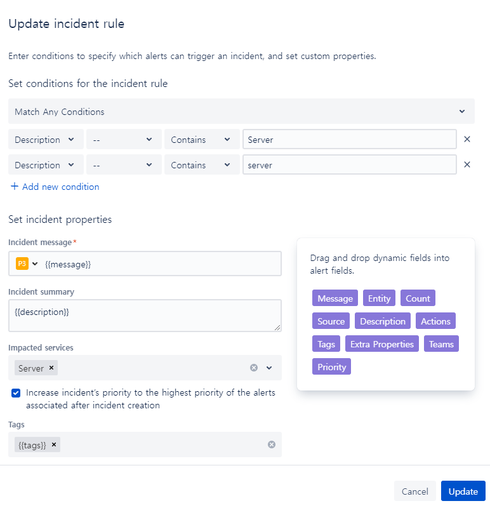 Update incident rule
Enter conditions to specify which alerts can trigger an incident, and set custom properties.
Set conditions for the incident rule
Match Any Conditions
Description -- Contains Server
Description -- Contains server
+ Add new condition
Set incident properties
Incident message*
P3 {{message}}
Incident summary
{{description}}
Impacted services
Server ×
Increase incident's priority to the highest priority of the alerts
associated after incident creation
Tags
{{tags}} ×
Drag and drop dynamic fields into
alert fields.
Message Entity Count
Source Description Actions
Tags Extra Properties Teams
Priority
Cancel Update